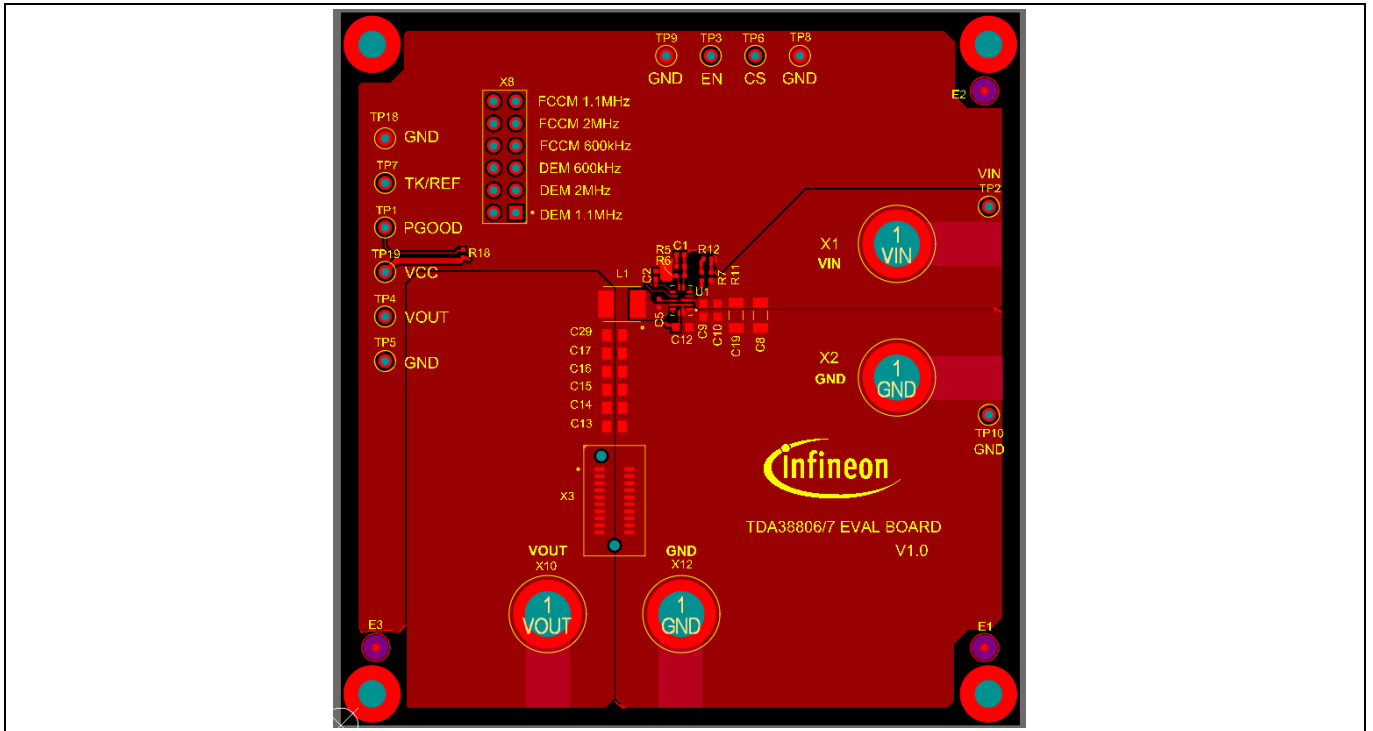 TP9 TP3 TP6 TP8
GND EN CS GND
X8
E2
FCCM 1.1MHz
FCCM 2MHz
FCCM 600kHz
DEM 600kHz
DEM 2MHz
DEM 1.1MHz
TP18
GND
TP7
TK/REF
TP1
PGOOD
TP19
VCC
R18
TP4
VOUT
TP5
GND
VIN
TP2
X1
VIN
1
VIN
R5 C1 R12
R6
C2
R7
R11
L1
U1
C5
C12
C9
C10
C19
C8
C29
C17
C16
C15
C14
C13
X2
GND
1
GND
TP10
GND
infineon
X3
TDA38806/7 EVAL BOARD
V1.0
VOUT
X10
GND
X12
1
VOUT
1
GND
E3
E1